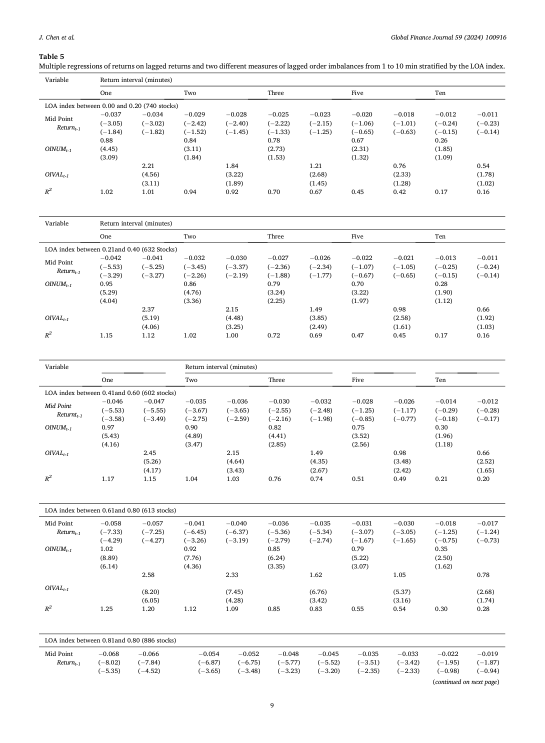 J. Chen et al.
Global Finance Journal 59 (2024) 100916
Table 5
Multiple regressions of returns on lagged returns and two different measures of lagged order imbalances from 1 to 10 min stratified by the LOA index.
Variable Return interval (minutes)
One Two Three Five Ten
LOA index between 0.00 and 0.20 (740 stocks)
Mid Point Return_{t-1} −0.037 −0.034 −0.029 −0.028 −0.025 −0.023 −0.020 −0.018 −0.012 −0.011
(−3.05) (−3.02) (−2.42) (−2.40) (−2.22) (−2.15) (−1.06) (−1.01) (−0.24) (−0.23)
(−1.84) (−1.82) (−1.52) (−1.45) (−1.33) (−1.25) (−0.65) (−0.63) (−0.15) (−0.14)
OINUM_{t-1} 0.88 0.84 0.78 0.67 0.26
(4.45) (3.11) (2.73) (2.31) (1.85)
(3.09) (1.84) (1.53) (1.32) (1.09)
2.21 1.84 1.21 0.76 0.54
OIVAL_{t-1} (4.56) (3.22) (2.68) (2.33) (1.78)
(3.11) (1.89) (1.45) (1.28) (1.02)
R² 1.02 1.01 0.94 0.92 0.70 0.67 0.45 0.42 0.17 0.16
Variable Return interval (minutes)
One Two Three Five Ten
LOA index between 0.21and 0.40 (632 Stocks)
Mid Point Return_{t-1} −0.042 −0.041 −0.032 −0.030 −0.027 −0.026 −0.022 −0.021 −0.013 −0.011
(−5.53) (−5.25) (−3.45) (−3.37) (−2.36) (−2.34) (−1.07) (−1.05) (−0.25) (−0.24)
(−3.29) (−3.27) (−2.26) (−2.19) (−1.88) (−1.77) (−0.67) (−0.65) (−0.15) (−0.14)
OINUM_{t-1} 0.95 0.86 0.79 0.70 0.28
(5.29) (4.76) (3.24) (3.22) (1.90)
(4.04) (3.36) (2.25) (1.97) (1.12)
2.37 2.15 1.49 0.98 0.66
OIVAL_{t-1} (5.19) (4.48) (3.85) (2.58) (1.92)
(4.06) (3.25) (2.49) (1.61) (1.03)
R² 1.15 1.12 1.02 1.00 0.72 0.69 0.47 0.45 0.17 0.16
Variable Return interval (minutes)
One Two Three Five Ten
LOA index between 0.41and 0.60 (602 stocks)
Mid Point Return_{t-1} −0.046 −0.047 −0.035 −0.036 −0.030 −0.032 −0.028 −0.026 −0.014 −0.012
(−5.53) (−5.55) (−3.67) (−3.65) (−2.55) (−2.48) (−1.25) (−1.17) (−0.29) (−0.28)
(−3.58) (−3.49) (−2.75) (−2.59) (−2.16) (−1.98) (−0.85) (−0.77) (−0.18) (−0.17)
OINUM_{t-1} 0.97 0.90 0.82 0.75 0.30
(5.43) (4.89) (4.41) (3.52) (1.96)
(4.16) (3.47) (2.85) (2.56) (1.18)
OIVAL_{t-1} 2.45 2.15 1.49 0.98 0.66
(5.26) (4.64) (4.35) (3.48) (2.52)
(4.17) (3.43) (2.67) (2.42) (1.65)
R² 1.17 1.15 1.04 1.03 0.76 0.74 0.51 0.49 0.21 0.20
LOA index between 0.61and 0.80 (613 stocks)
Mid Point −0.058 −0.057 −0.041 −0.040 −0.036 −0.035 −0.031 −0.030 −0.018 −0.017
Return_{t-1} (−7.33) (−7.25) (−6.45) (−6.37) (−5.36) (−5.34) (−3.07) (−3.05) (−1.25) (−1.24)
(−4.29) (−4.27) (−3.26) (−3.19) (−2.79) (−2.74) (−1.67) (−1.65) (−0.75) (−0.73)
OINUM_{t-1} 1.02 0.92 0.85 0.79 0.35
(8.89) (7.76) (6.24) (5.22) (2.50)
(6.14) (4.36) (3.35) (3.07) (1.62)
2.58 2.33 1.62 1.05 0.78
OIVAL_{t-1} (8.20) (7.45) (6.76) (5.37) (2.68)
(6.05) (4.28) (3.42) (3.16) (1.74)
R² 1.25 1.20 1.12 1.09 0.85 0.83 0.55 0.54 0.30 0.28
LOA index between 0.81and 0.80 (886 stocks)
Mid Point −0.068 −0.066 −0.054 −0.052 −0.048 −0.045 −0.035 −0.033 −0.022 −0.019
Return_{t-1} (−8.02) (−7.84) (−6.87) (−6.75) (−5.77) (−5.52) (−3.51) (−3.42) (−1.95) (−1.87)
(−5.35) (−4.52) (−3.65) (−3.48) (−3.23) (−3.20) (−2.35) (−2.33) (−0.98) (−0.94)
(continued on next page)
9